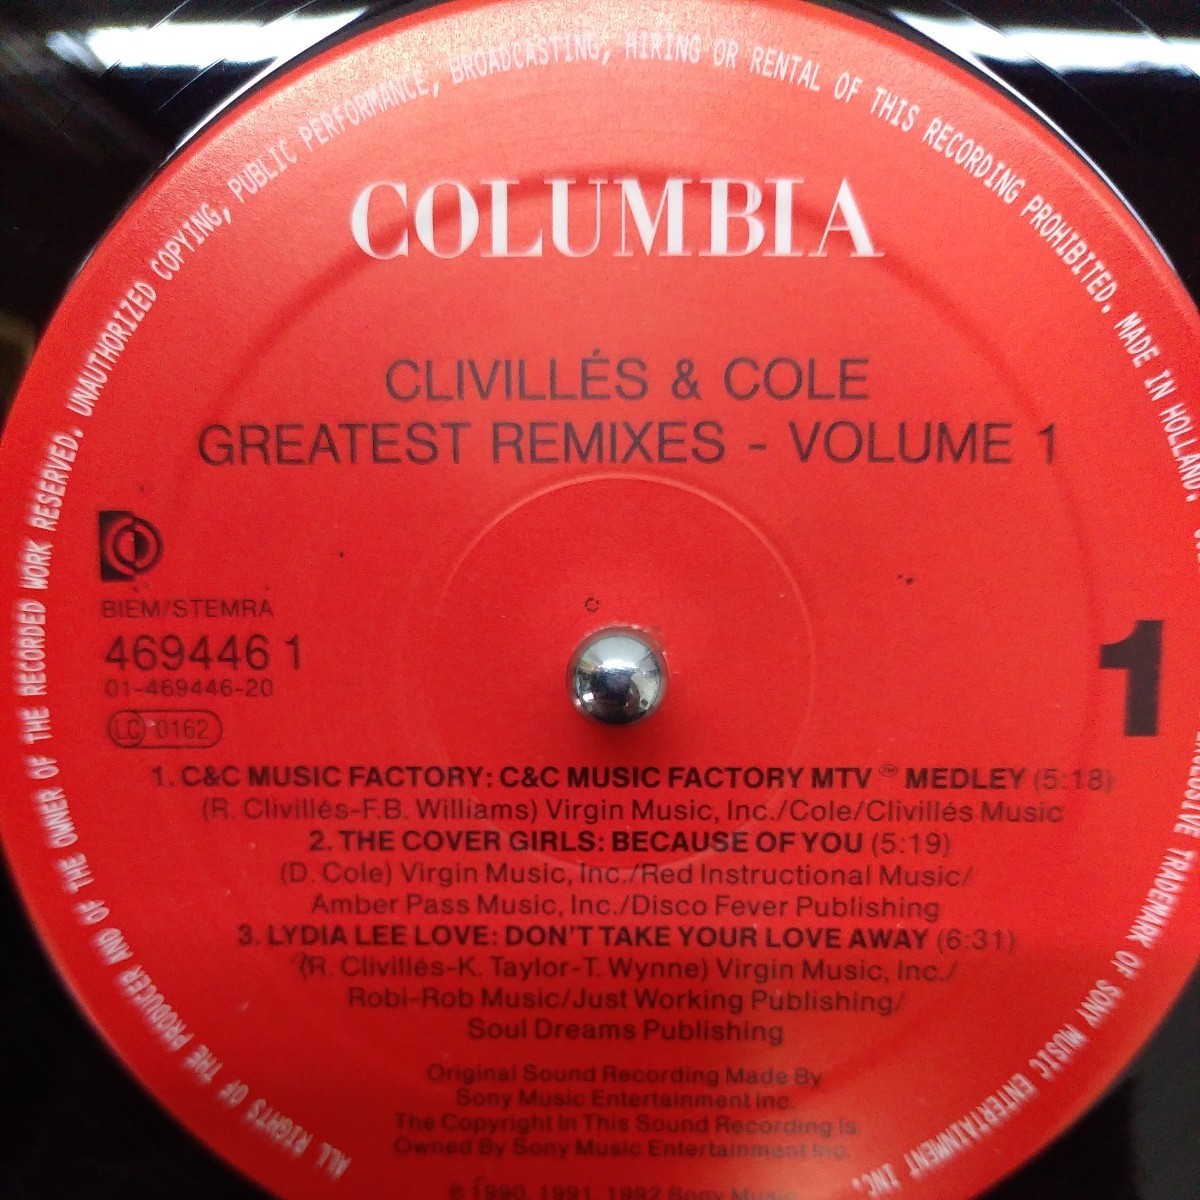 ALL RIGHTS OF THE PRODUCER AND OF THE OWNER OF THE RECORDED WORK RESERVED. UNAUTHORIZED COPYING, PUBLIC PERFORMANCE, BROADCASTING, HIRING OR RENTAL OF THIS RECORDING PROHIBITED. MADE IN HOLLAND.
TRADEMARK OF SONY MUSIC ENTERTAINMENT INC.
COLUMBIA
CLIVILLÉS & COLE
GREATEST REMIXES - VOLUME 1
BIEM/STEMRA
469446 1
01-469446-20
LC 0162
1
1. C&C MUSIC FACTORY: C&C MUSIC FACTORY MTV ™ MEDLEY (5:18)
(R. Clivillés-F.B. Williams) Virgin Music, Inc./Cole/Clivillés Music
2. THE COVER GIRLS: BECAUSE OF YOU (5:19)
(D. Cole) Virgin Music, Inc./Red Instructional Music/
Amber Pass Music, Inc./Disco Fever Publishing
3. LYDIA LEE LOVE: DON'T TAKE YOUR LOVE AWAY (6:31)
(R. Clivillés-K. Taylor-T. Wynne) Virgin Music, Inc./
Robi-Rob Music/Just Working Publishing/
Soul Dreams Publishing
Original Sound Recording Made By
Sony Music Entertainment Inc.
The Copyright In This Sound Recording Is
Owned By Sony Music Entertainment Inc.
℗ 1990, 1991, 1992 Sony Music